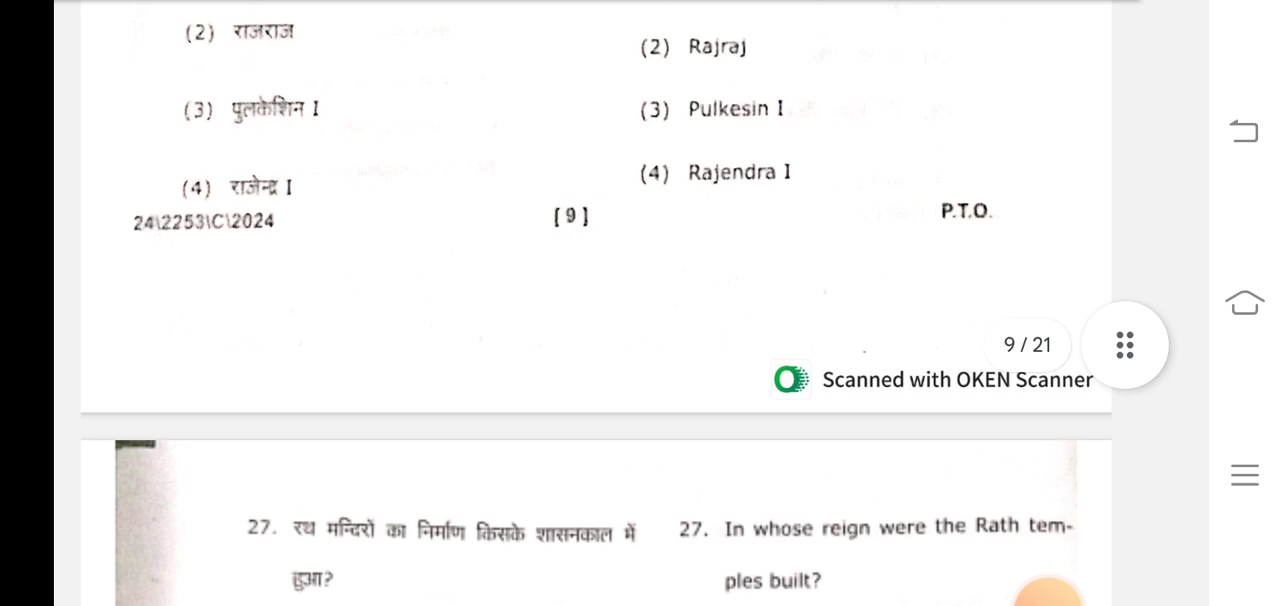 (2) राजराज
(2) Rajraj
(3) पुलकेशिन I
(3) Pulkesin I
(4) राजेन्द्र I
(4) Rajendra I
24\2253\C\2024
[ 9 ]
P.T.O.
9 / 21
Scanned with OKEN Scanner
27. रथ मन्दिरों का निर्माण किसके शासनकाल में
हुआ?
27. In whose reign were the Rath tem-
ples built?